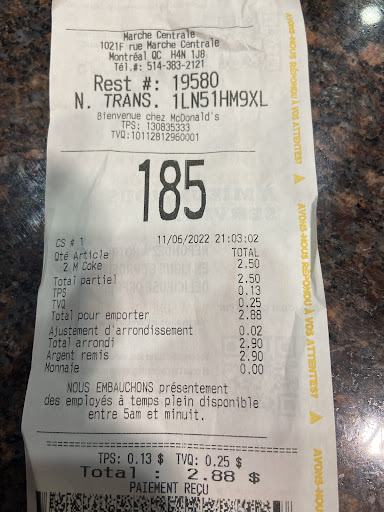 Marche Centrale
1021F rue Marche Centrale
Montréal QC H4N 1J8
Tél.#: 514-383-2121
Rest #: 19580
N. TRANS. 1LN51HM9XL
Bienvenue chez McDonald's
TPS: 130835333
TVQ:10112812960001
185
CS # 1 11/06/2022 21:03:02
Qté Article TOTAL
2 M Coke 2.50
Total partiel 2.50
TPS 0.13
TVQ 0.25
Total pour emporter 2.88
Ajustement d'arrondissement 0.02
Total arrondi 2.90
Argent remis 2.90
Monnaie 0.00
NOUS EMBAUCHONS présentement
des employés à temps plein disponible
entre 5am et minuit.
TPS: 0.13 $ TVQ: 0.25 $
Total : 2.88 $
PAIEMENT REÇU
AVONS-NOUS RÉPONDU À VOS ATTENTES?
AVONS-NOUS RÉPONDU À VOS ATTENTES?
AVONS-NOUS